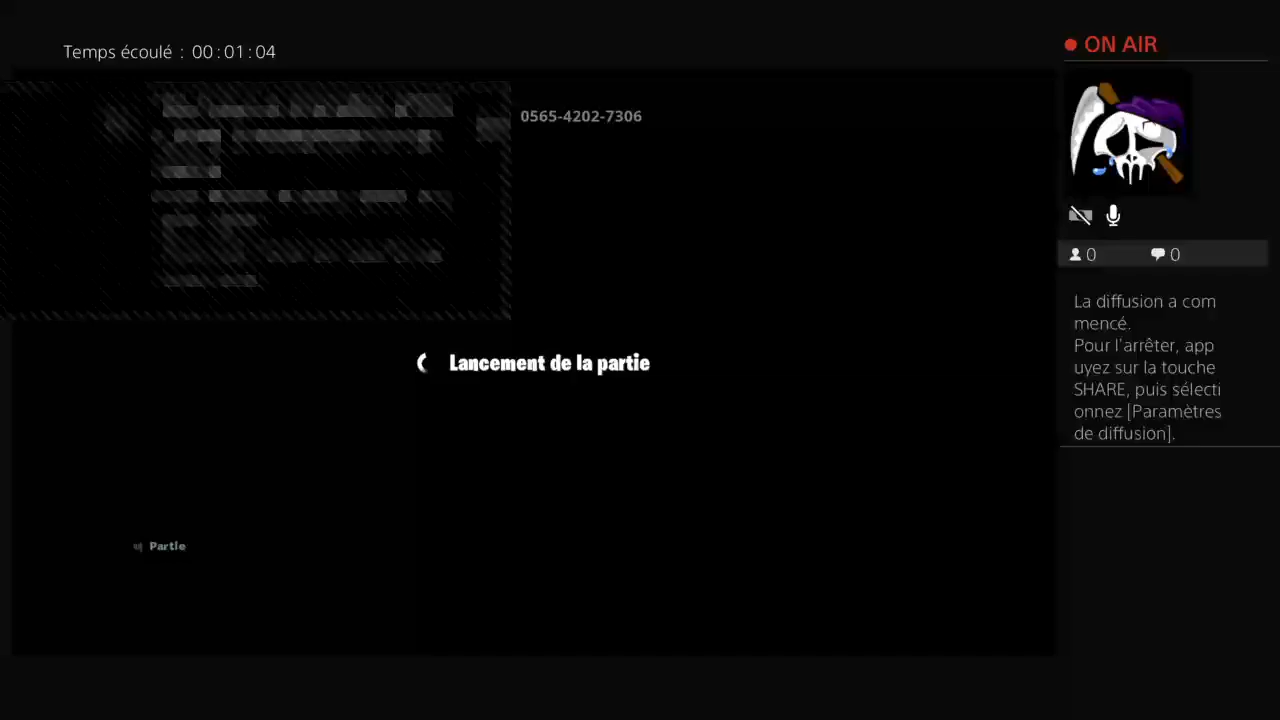 Temps écoulé : 00:01:04
ON AIR
0565-4202-7306
0
0
La diffusion a com
mencé.
Pour l'arrêter, app
uyez sur la touche
SHARE, puis sélecti
onnez [Paramètres
de diffusion].
Lancement de la partie
Partie